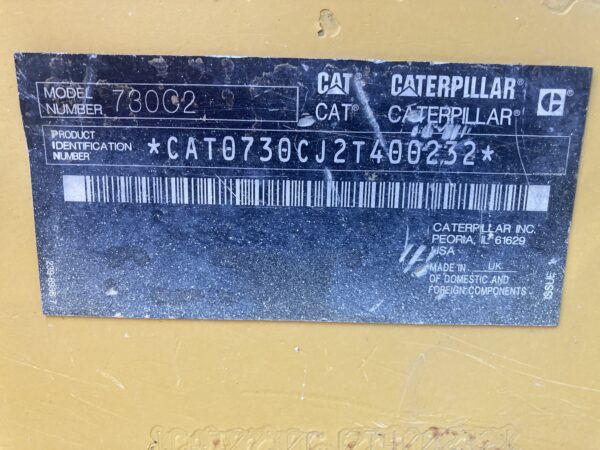 MODEL NUMBER 730C2
CAT CATERPILLAR
CAT® CATERPILLAR®
PRODUCT IDENTIFICATION NUMBER *CAT0730CJ2T400232*
CATERPILLAR INC.
PEORIA, IL 61629
USA
MADE IN UK
OF DOMESTIC AND
FOREIGN COMPONENTS
ISSUE